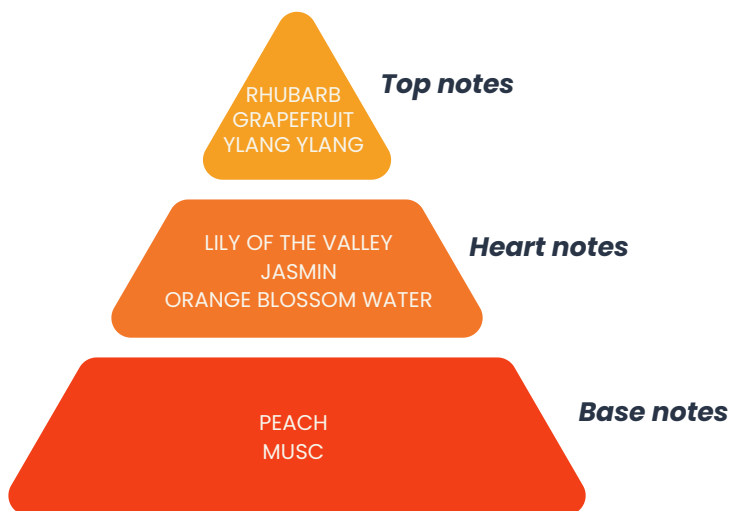 Top notes
RHUBARB
GRAPEFRUIT
YLANG YLANG
Heart notes
LILY OF THE VALLEY
JASMIN
ORANGE BLOSSOM WATER
Base notes
PEACH
MUSC